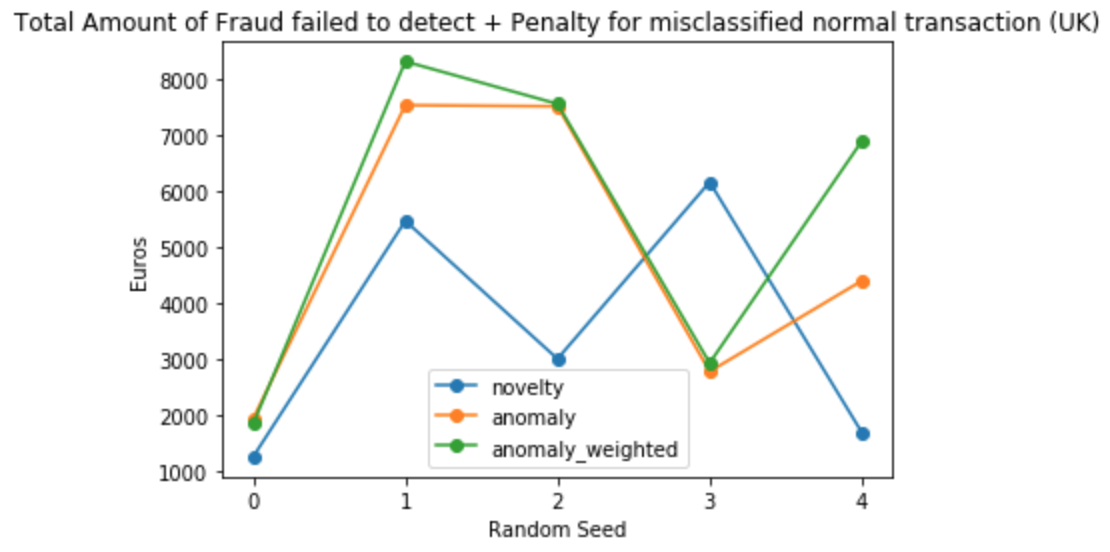 Total Amount of Fraud failed to detect + Penalty for misclassified normal transaction (UK)
8000
7000
6000
5000
4000
3000
2000
1000
Euros
novelty
anomaly
anomaly_weighted
0 1 2 3 4
Random Seed